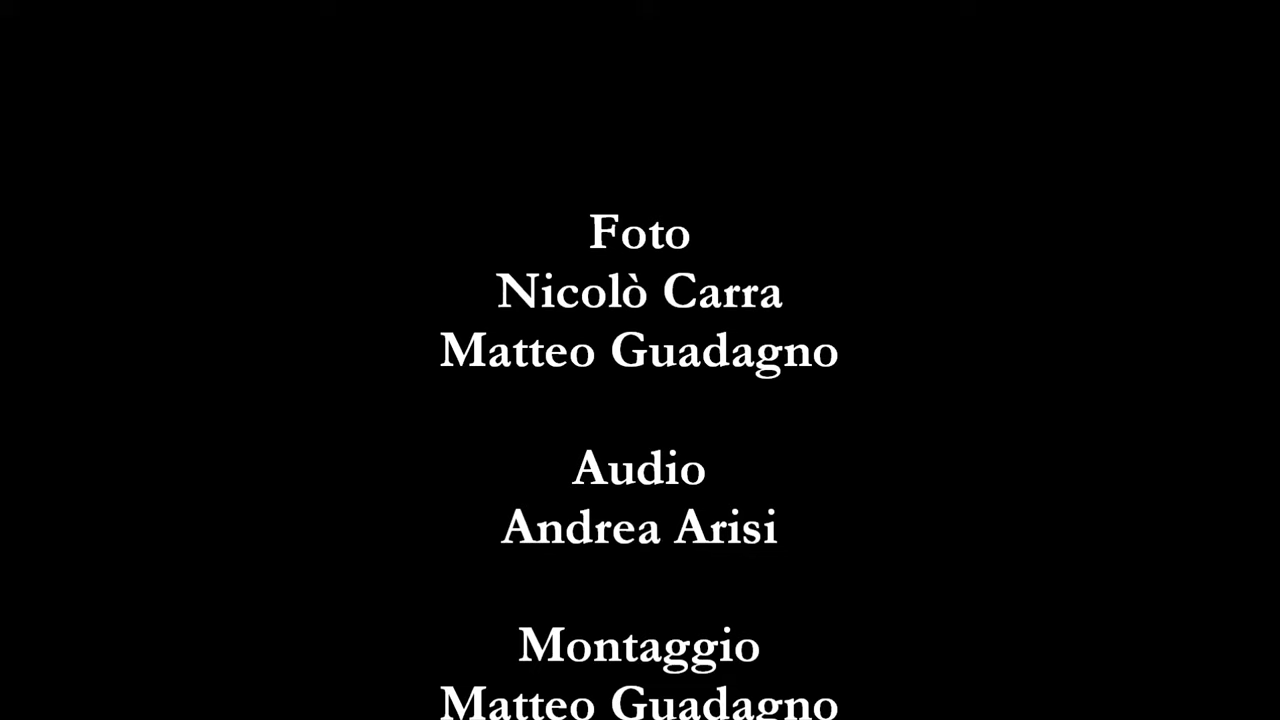 Foto
Nicolò Carra
Matteo Guadagno
Audio
Andrea Arisi
Montaggio
Matteo Guadagno